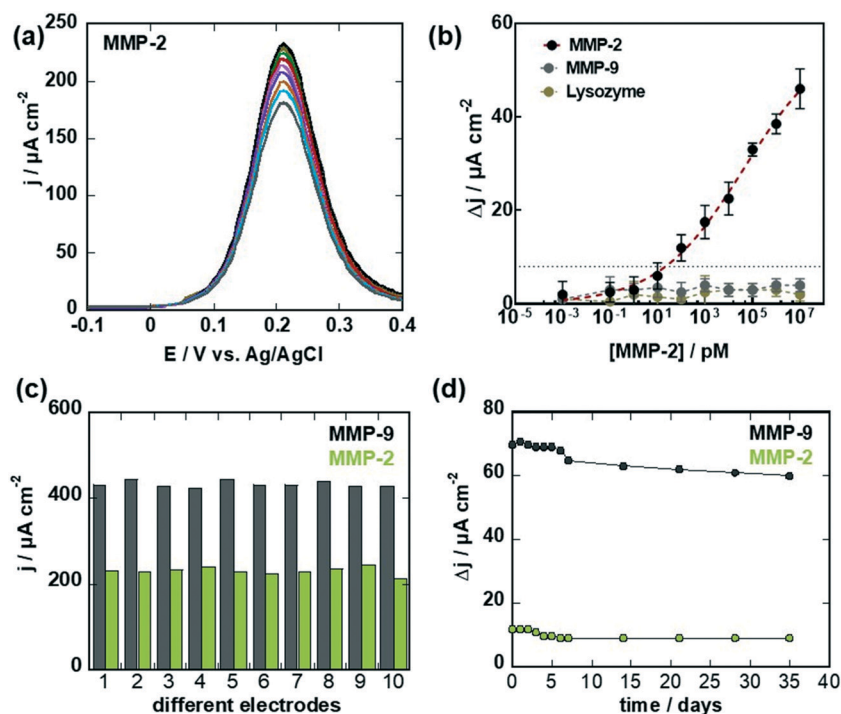 (a)
MMP-2
250
200
150
100
50
0
j / µA cm⁻²
-0.1 0 0.1 0.2 0.3 0.4
E / V vs. Ag/AgCl
(b)
MMP-2
MMP-9
Lysozyme
60
40
20
0
Δj / µA cm⁻²
10⁻⁵ 10⁻³ 10⁻¹ 10¹ 10³ 10⁵ 10⁷
[MMP-2] / pM
(c)
MMP-9
MMP-2
600
400
200
0
j / µA cm⁻²
1 2 3 4 5 6 7 8 9 10
different electrodes
(d)
MMP-9
MMP-2
80
60
40
20
0
Δj / µA cm⁻²
0 5 10 15 20 25 30 35 40
time / days